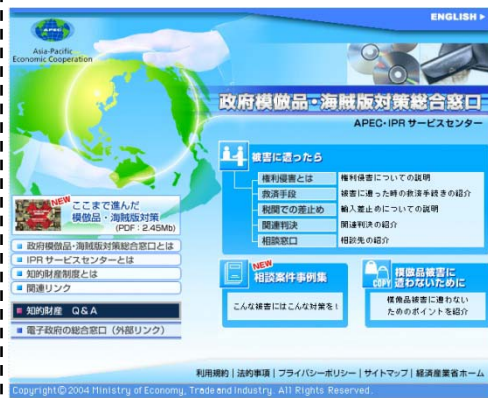 ENGLISH
APEC
Asia-Pacific
Economic Cooperation
政府模倣品・海賊版対策総合窓口
APEC・IPR サービスセンター
被害に遭ったら
権利侵害とは 権利侵害についての説明
救済手段 被害に遭った時の救済手続きの紹介
税関での差止め 輸入差止めについての説明
関連判決 関連判決の紹介
相談窓口 相談先の紹介
NEW
ここまで進んだ
模倣品・海賊版対策
(PDF:2.45Mb)
政府模倣品・海賊版対策総合窓口とは
IPR サービスセンターとは
知的財産制度とは
関連リンク
知的財産 Q&A
電子政府の総合窓口(外部リンク)
NEW
相談案件事例集
こんな被害にはこんな対策を!
COPY
模倣品被害に
遭わないために
模倣品被害に遭わない
ためのポイントを紹介
利用規約|法的事項|プライバシーポリシー|サイトマップ|経済産業省ホーム
Copyright©2004 Ministry of Economy, Trade and Industry. All Rights Reserved.